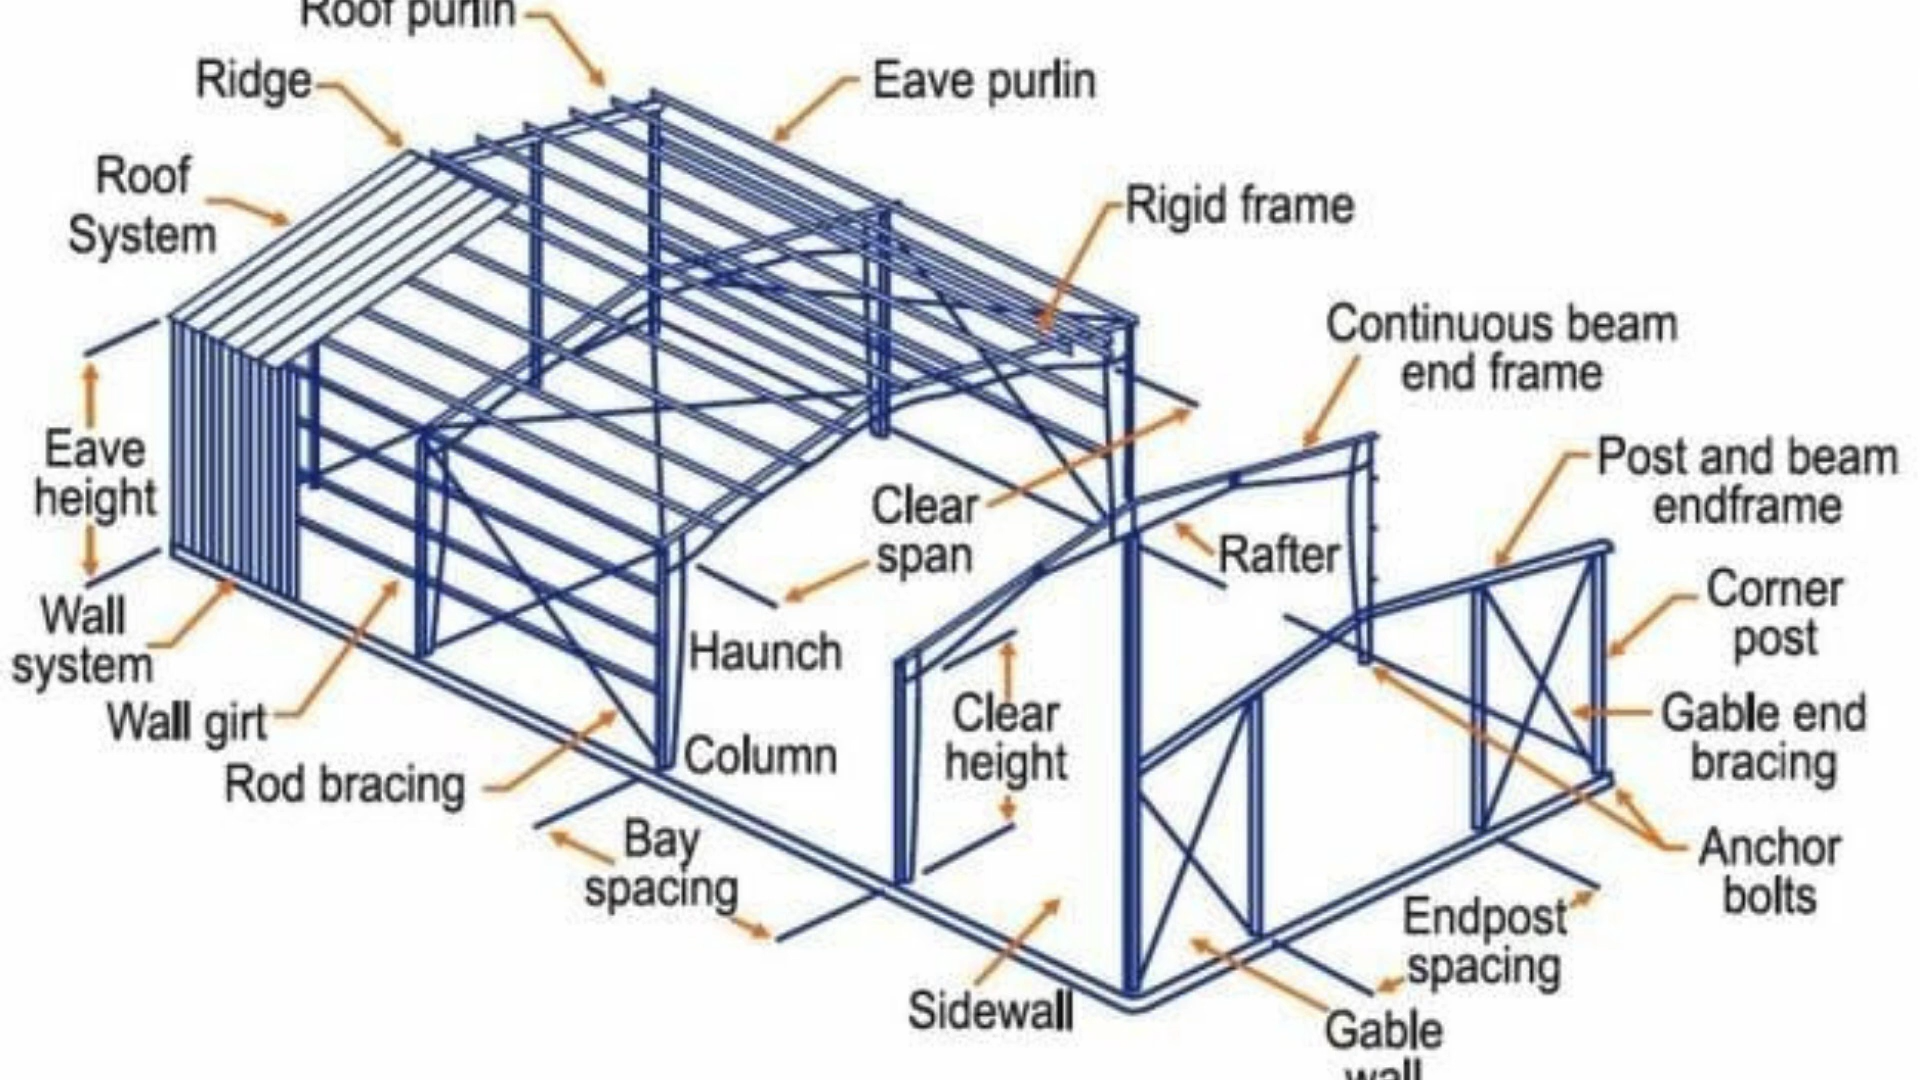 Roof purlin
Ridge
Eave purlin
Roof
System
Rigid frame
Continuous beam
end frame
Eave
height
Clear
span
Rafter
Post and beam
endframe
Corner
post
Wall
system
Haunch
Wall girt
Clear
height
Gable end
bracing
Rod bracing
Column
Bay
spacing
Anchor
bolts
Endpost
spacing
Sidewall
Gable
wall